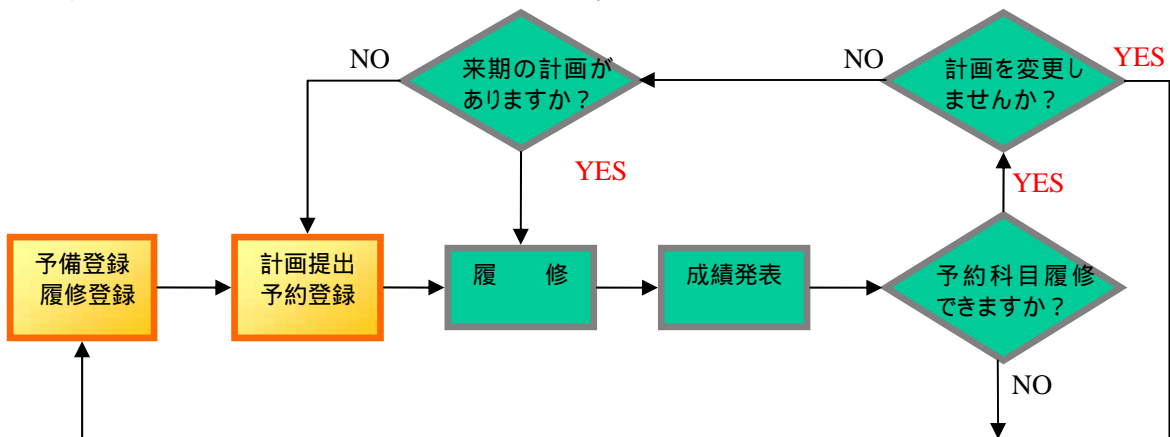 NO
来期の計画が
ありますか？
NO
計画を変更し
ませんか？
YES
YES
YES
予備登録
履修登録
計画提出
予約登録
履 修
成績発表
予約科目履修
できますか？
NO